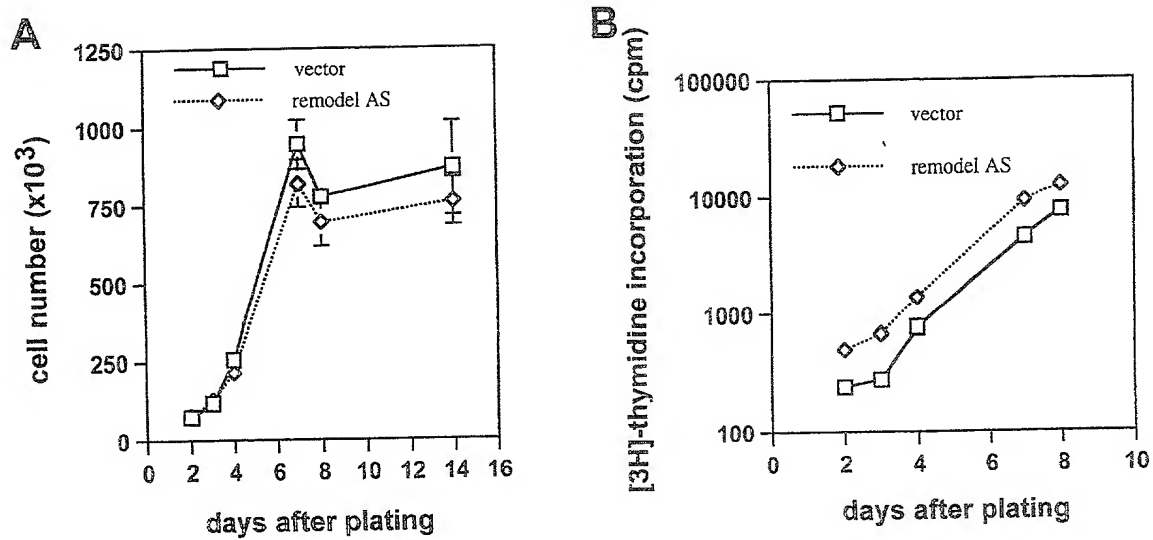 A
1250
1000
750
500
250
0
cell number (x10³)
vector
remodel AS
0 2 4 6 8 10 12 14 16
days after plating
B
100000
10000
1000
100
[3H]-thymidine incorporation (cpm)
vector
remodel AS
0 2 4 6 8 10
days after plating